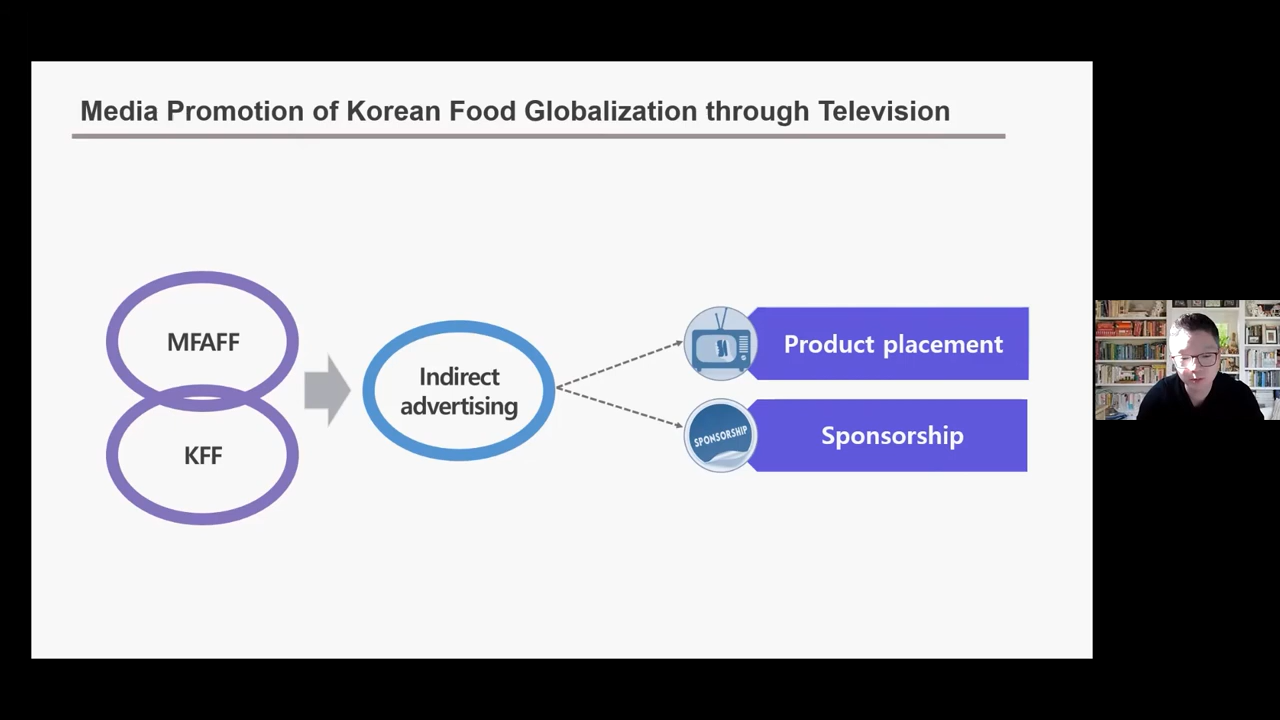 Media Promotion of Korean Food Globalization through Television
MFAFF
KFF
Indirect
advertising
Product placement
SPONSORSHIP
Sponsorship